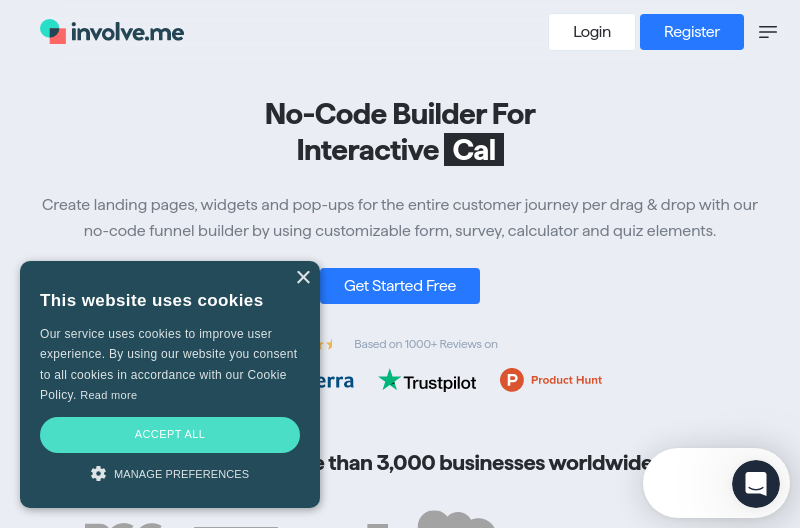 involve.me
Login
Register
No-Code Builder For
Interactive Cal
Create landing pages, widgets and pop-ups for the entire customer journey per drag & drop with our
no-code funnel builder by using customizable form, survey, calculator and quiz elements.
Get Started Free
This website uses cookies
Our service uses cookies to improve user
experience. By using our website you consent
to all cookies in accordance with our Cookie
Policy. Read more
ACCEPT ALL
MANAGE PREFERENCES
Based on 1000+ Reviews on
erra
Trustpilot
P Product Hunt
e than 3,000 businesses worldwide